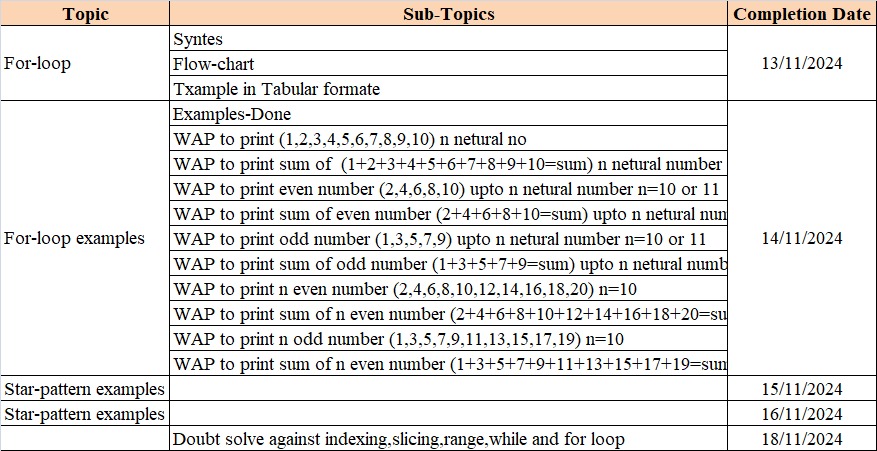 Topic Sub-Topics Completion Date
Syntes
For-loop Flow-chart 13/11/2024
Txample in Tabular formate
Examples-Done
WAP to print (1,2,3,4,5,6,7,8,9,10) n netural no
WAP to print sum of (1+2+3+4+5+6+7+8+9+10=sum) n netural number
WAP to print even number (2,4,6,8,10) upto n netural number n=10 or 11
WAP to print sum of even number (2+4+6+8+10=sum) upto n netural num
For-loop examples WAP to print odd number (1,3,5,7,9) upto n netural number n=10 or 11 14/11/2024
WAP to print sum of odd number (1+3+5+7+9=sum) upto n netural numb
WAP to print n even number (2,4,6,8,10,12,14,16,18,20) n=10
WAP to print sum of n even number (2+4+6+8+10+12+14+16+18+20=su
WAP to print n odd number (1,3,5,7,9,11,13,15,17,19) n=10
WAP to print sum of n even number (1+3+5+7+9+11+13+15+17+19=sum
Star-pattern examples 15/11/2024
Star-pattern examples 16/11/2024
Doubt solve against indexing,slicing,range,while and for loop 18/11/2024